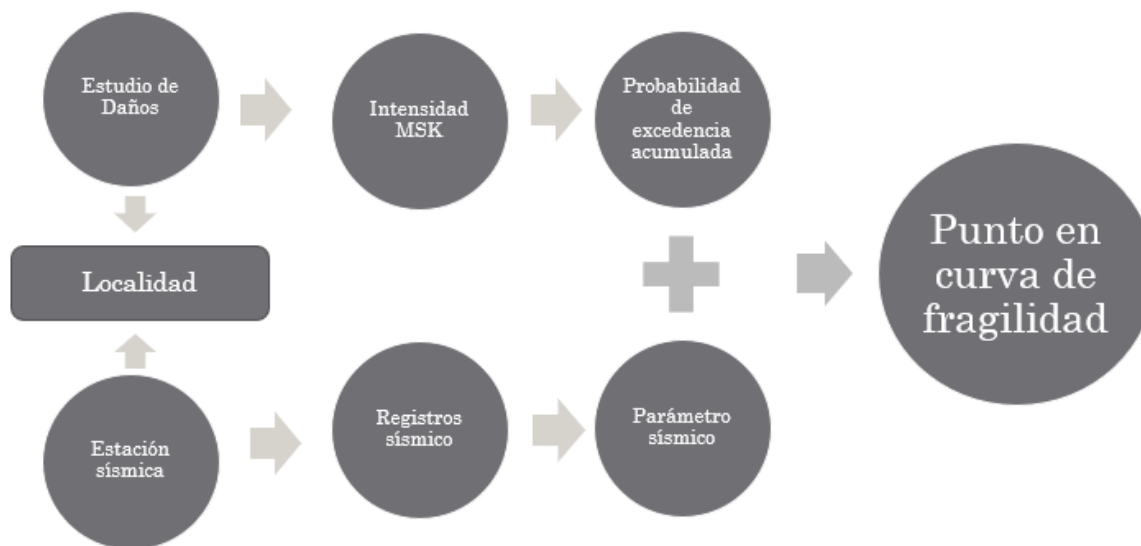 Estudio de
Daños
Intensidad
MSK
Probabilidad
de
excedencia
acumulada
Localidad
Punto en
curva de
fragilidad
Estación
sísmica
Registros
sísmico
Parámetro
sísmico